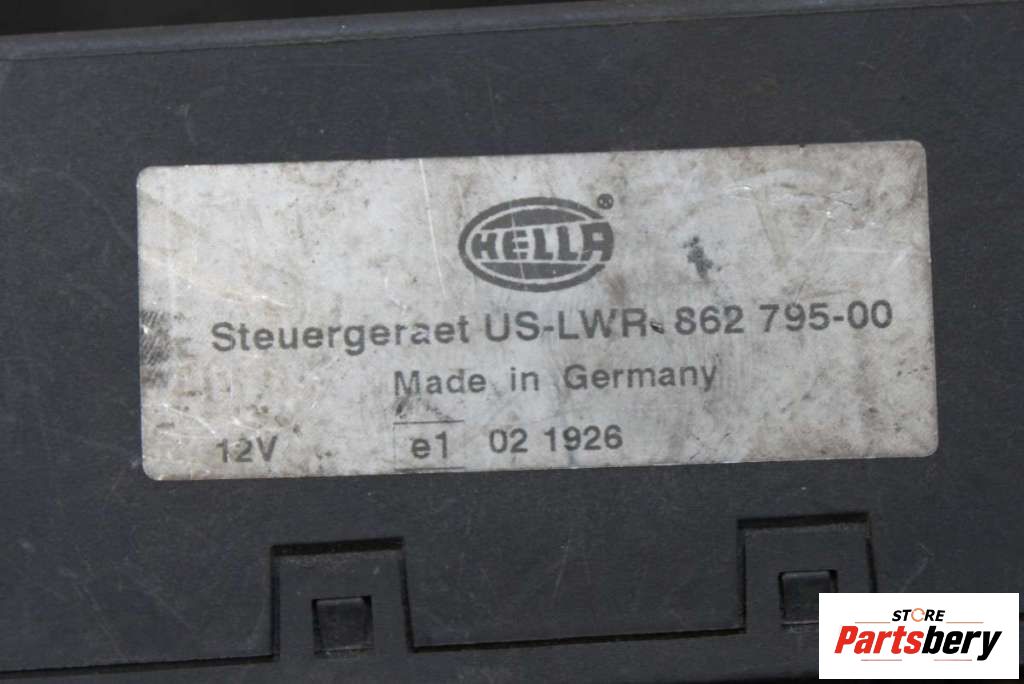 HELLA ®
Steuergeraet US-LWR 862 795-00
Made in Germany
12V e1 02 1926
STORE
Partsbery